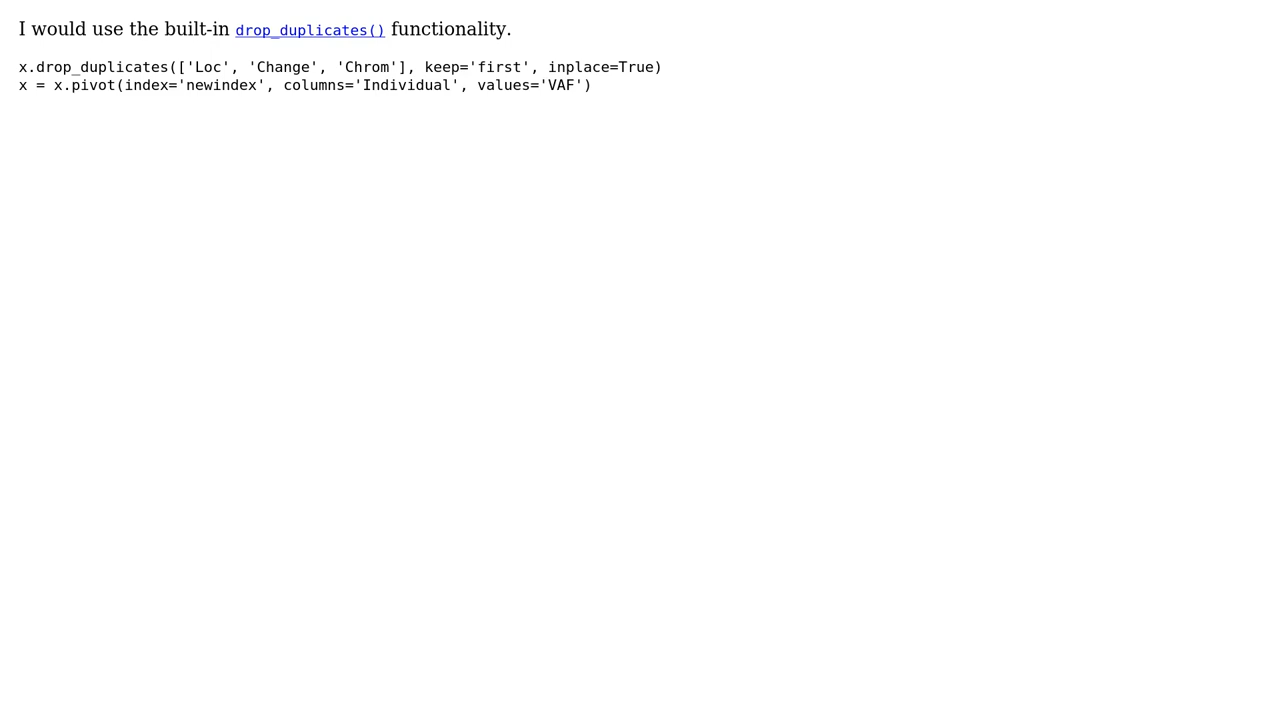 I would use the built-in drop_duplicates() functionality.
x.drop_duplicates(['Loc', 'Change', 'Chrom'], keep='first', inplace=True)
x = x.pivot(index='newindex', columns='Individual', values='VAF')